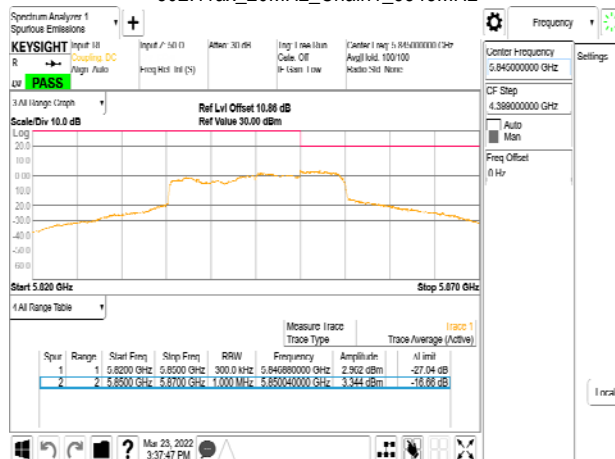 Spectrum Analyzer 1
Spurious Emissions
+
Frequency
KEYSIGHT
Input: RF
Coupling: DC
Align: Auto
Input Z: 50 Ω
Freq Ref: Int (S)
Atten: 30 dB
Trig: Free Run
Gate: Off
IF Gain: Low
Center Freq: 5.845000000 GHz
Avg|Hold: 100/100
Radio Std: None
R
PASS
Center Frequency
5.845000000 GHz
Settings
CF Step
4.399000000 GHz
Auto
Man
Freq Offset
0 Hz
3 All Range Graph
Scale/Div 10.0 dB
Ref Lvl Offset 10.86 dB
Ref Value 30.00 dBm
Log
20.0
10.0
0.00
10.0
20.0
-30.0
-40.0
-50.0
60.0
Start 5.820 GHz
Stop 5.870 GHz
4 All Range Table
Measure Trace
Trace 1
Trace Type
Trace Average (Active)
Spur Range Start Freq Stop Freq RBW Frequency Amplitude Δ Limit
1 1 5.8200 GHz 5.8500 GHz 300.0 kHz 5.846880000 GHz 2.962 dBm -27.04 dB
2 2 5.8500 GHz 5.8700 GHz 1.000 MHz 5.850040000 GHz 3.344 dBm -16.66 dB
Local
?
Mar 23, 2022
3:37:47 PM